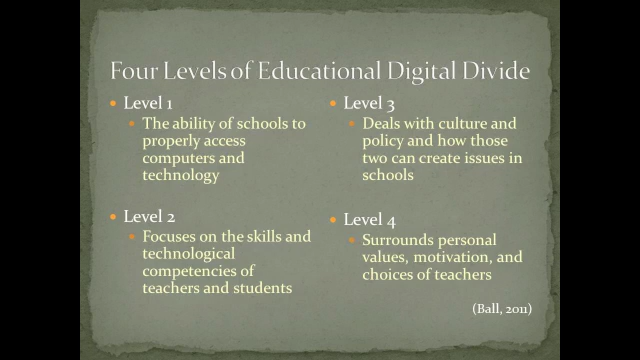 Four Levels of Educational Digital Divide
Level 1
The ability of schools to
properly access
computers and
technology
Level 2
Focuses on the skills and
technological
competencies of
teachers and students
Level 3
Deals with culture and
policy and how those
two can create issues in
schools
Level 4
Surrounds personal
values, motivation, and
choices of teachers
(Ball, 2011)